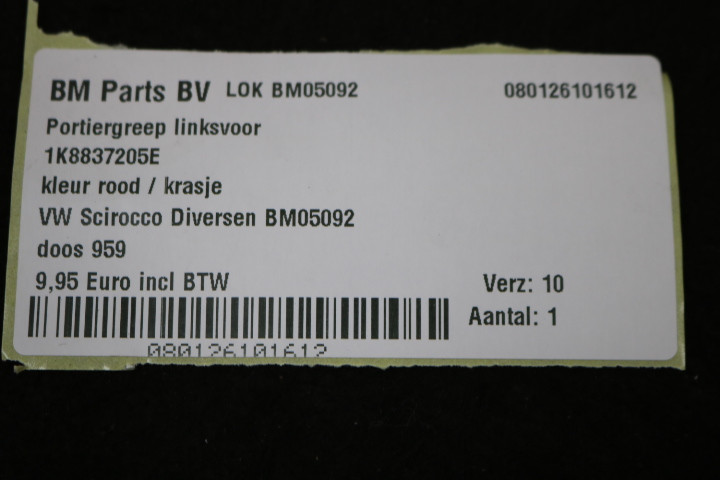 BM Parts BV LOK BM05092 080126101612
Portiergreep linksvoor
1K8837205E
kleur rood / krasje
VW Scirocco Diversen BM05092
doos 959
9,95 Euro incl BTW Verz: 10
Aantal: 1
080126101612